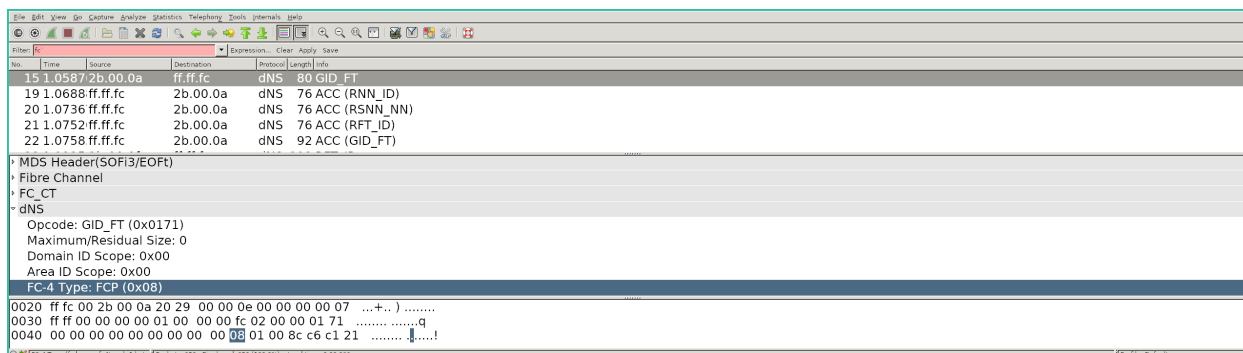 File Edit View Go Capture Analyze Statistics Telephony Tools Internals Help
Filter: fc Expression... Clear Apply Save
No. Time Source Destination Protocol Length Info
15 1.0587 2b.00.0a ff.ff.fc dNS 80 GID_FT
19 1.0688 ff.ff.fc 2b.00.0a dNS 76 ACC (RNN_ID)
20 1.0736 ff.ff.fc 2b.00.0a dNS 76 ACC (RSNN_NN)
21 1.0752 ff.ff.fc 2b.00.0a dNS 76 ACC (RFT_ID)
22 1.0758 ff.ff.fc 2b.00.0a dNS 92 ACC (GID_FT)
MDS Header(SOFi3/EOFt)
Fibre Channel
FC_CT
dNS
Opcode: GID_FT (0x0171)
Maximum/Residual Size: 0
Domain ID Scope: 0x00
Area ID Scope: 0x00
FC-4 Type: FCP (0x08)
0020 ff fc 00 2b 00 0a 20 29 00 00 0e 00 00 00 00 07 ...+.. ) ........
0030 ff ff 00 00 00 00 01 00 00 00 fc 02 00 00 01 71 ........ .......q
0040 00 00 00 00 00 00 00 00 00 08 01 00 8c c6 c1 21 ........ .......!